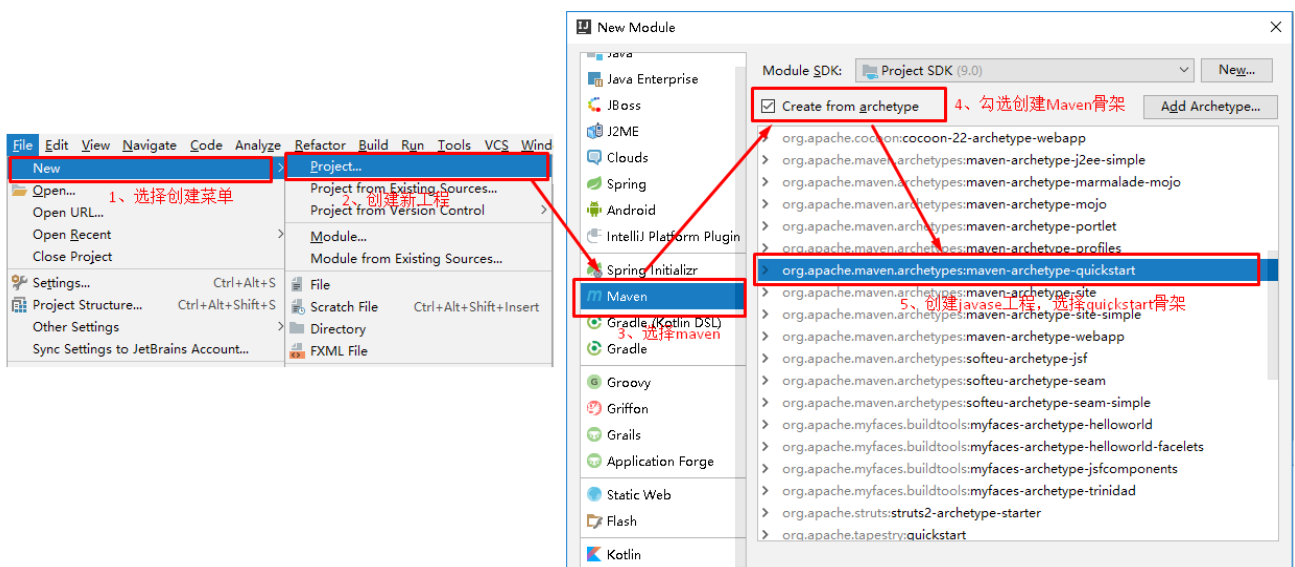 File Edit View Navigate Code Analyze Refactor Build Run Tools VCS Wind
New
Open...
1、选择创建菜单
Open URL...
Open Recent
Close Project
Settings... Ctrl+Alt+S
Project Structure... Ctrl+Alt+Shift+S
Other Settings
Sync Settings to JetBrains Account...
Project...
Project from Existing Sources...
2、创建新工程
Project from Version Control
Module...
Module from Existing Sources...
File
Scratch File Ctrl+Alt+Shift+Insert
Directory
FXML File
New Module
Java
Java Enterprise
JBoss
J2ME
Clouds
Spring
Android
IntelliJ Platform Plugin
Spring Initializr
Maven
Gradle (Kotlin DSL)
3、选择maven
Gradle
Groovy
Griffon
Grails
Application Forge
Static Web
Flash
Kotlin
Module SDK: Project SDK (9.0) New...
Create from archetype 4、勾选创建Maven骨架 Add Archetype...
org.apache.cocoon:cocoon-22-archetype-webapp
org.apache.maven.archetypes:maven-archetype-j2ee-simple
org.apache.maven.archetypes:maven-archetype-marmalade-mojo
org.apache.maven.archetypes:maven-archetype-mojo
org.apache.maven.archetypes:maven-archetype-portlet
org.apache.maven.archetypes:maven-archetype-profiles
org.apache.maven.archetypes:maven-archetype-quickstart
org.apache.maven.archetypes:maven-archetype-site
5、创建javase工程，选择quickstart骨架
org.apache.maven.archetypes:maven-archetype-site-simple
org.apache.maven.archetypes:maven-archetype-webapp
org.apache.maven.archetypes:softeu-archetype-jsf
org.apache.maven.archetypes:softeu-archetype-seam
org.apache.maven.archetypes:softeu-archetype-seam-simple
org.apache.myfaces.buildtools:myfaces-archetype-helloworld
org.apache.myfaces.buildtools:myfaces-archetype-helloworld-facelets
org.apache.myfaces.buildtools:myfaces-archetype-jsfcomponents
org.apache.myfaces.buildtools:myfaces-archetype-trinidad
org.apache.struts:struts2-archetype-starter
org.apache.tapestry:quickstart